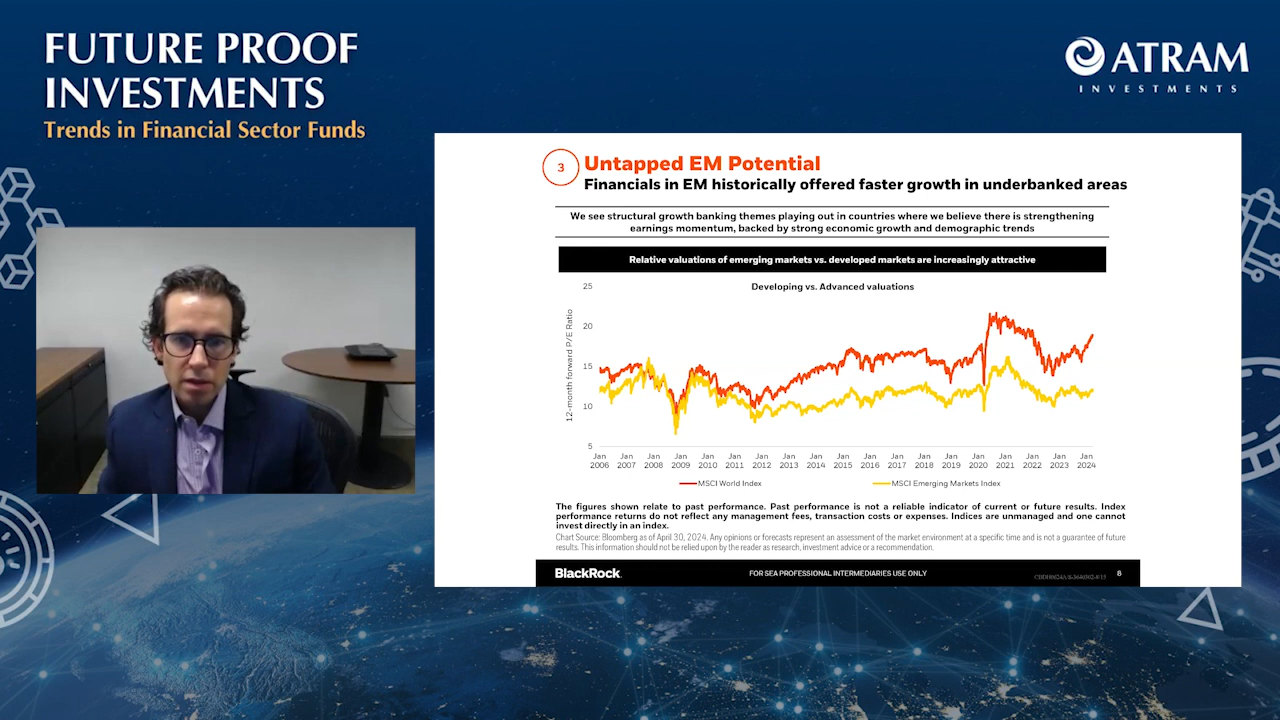 FUTURE PROOF
INVESTMENTS
Trends in Financial Sector Funds
ATRAM
INVESTMENTS
3
Untapped EM Potential
Financials in EM historically offered faster growth in underbanked areas
We see structural growth banking themes playing out in countries where we believe there is strengthening
earnings momentum, backed by strong economic growth and demographic trends
Relative valuations of emerging markets vs. developed markets are increasingly attractive
Developing vs. Advanced valuations
12-month forward P/E Ratio
25
20
15
10
5
Jan 2006
Jan 2007
Jan 2008
Jan 2009
Jan 2010
Jan 2011
Jan 2012
Jan 2013
Jan 2014
Jan 2015
Jan 2016
Jan 2017
Jan 2018
Jan 2019
Jan 2020
Jan 2021
Jan 2022
Jan 2023
Jan 2024
MSCI World Index
MSCI Emerging Markets Index
The figures shown relate to past performance. Past performance is not a reliable indicator of current or future results. Index
performance returns do not reflect any management fees, transaction costs or expenses. Indices are unmanaged and one cannot
invest directly in an index.
Chart Source: Bloomberg as of April 30, 2024. Any opinions or forecasts represent an assessment of the market environment at a specific time and is not a guarantee of future
results. This information should not be relied upon by the reader as research, investment advice or a recommendation.
BlackRock.
FOR SEA PROFESSIONAL INTERMEDIARIES USE ONLY
8